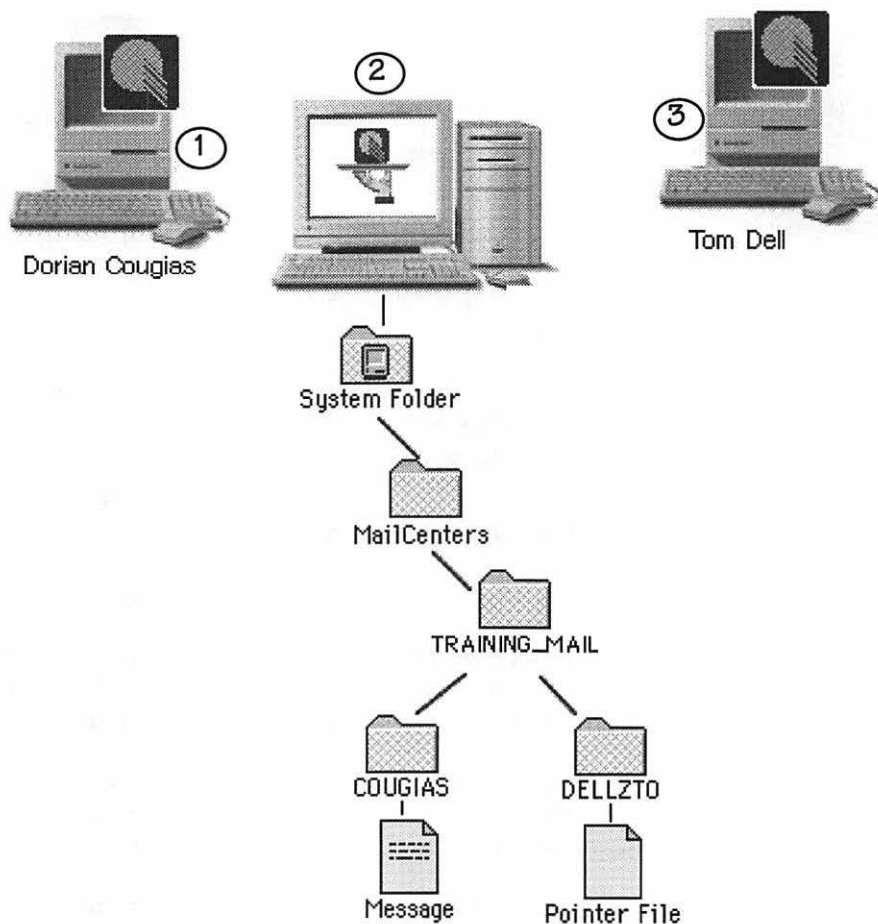 2
1
3
Dorian Cougias
Tom Dell
System Folder
MailCenters
TRAINING_MAIL
COUGIAS
DELLZTO
Message
Pointer File